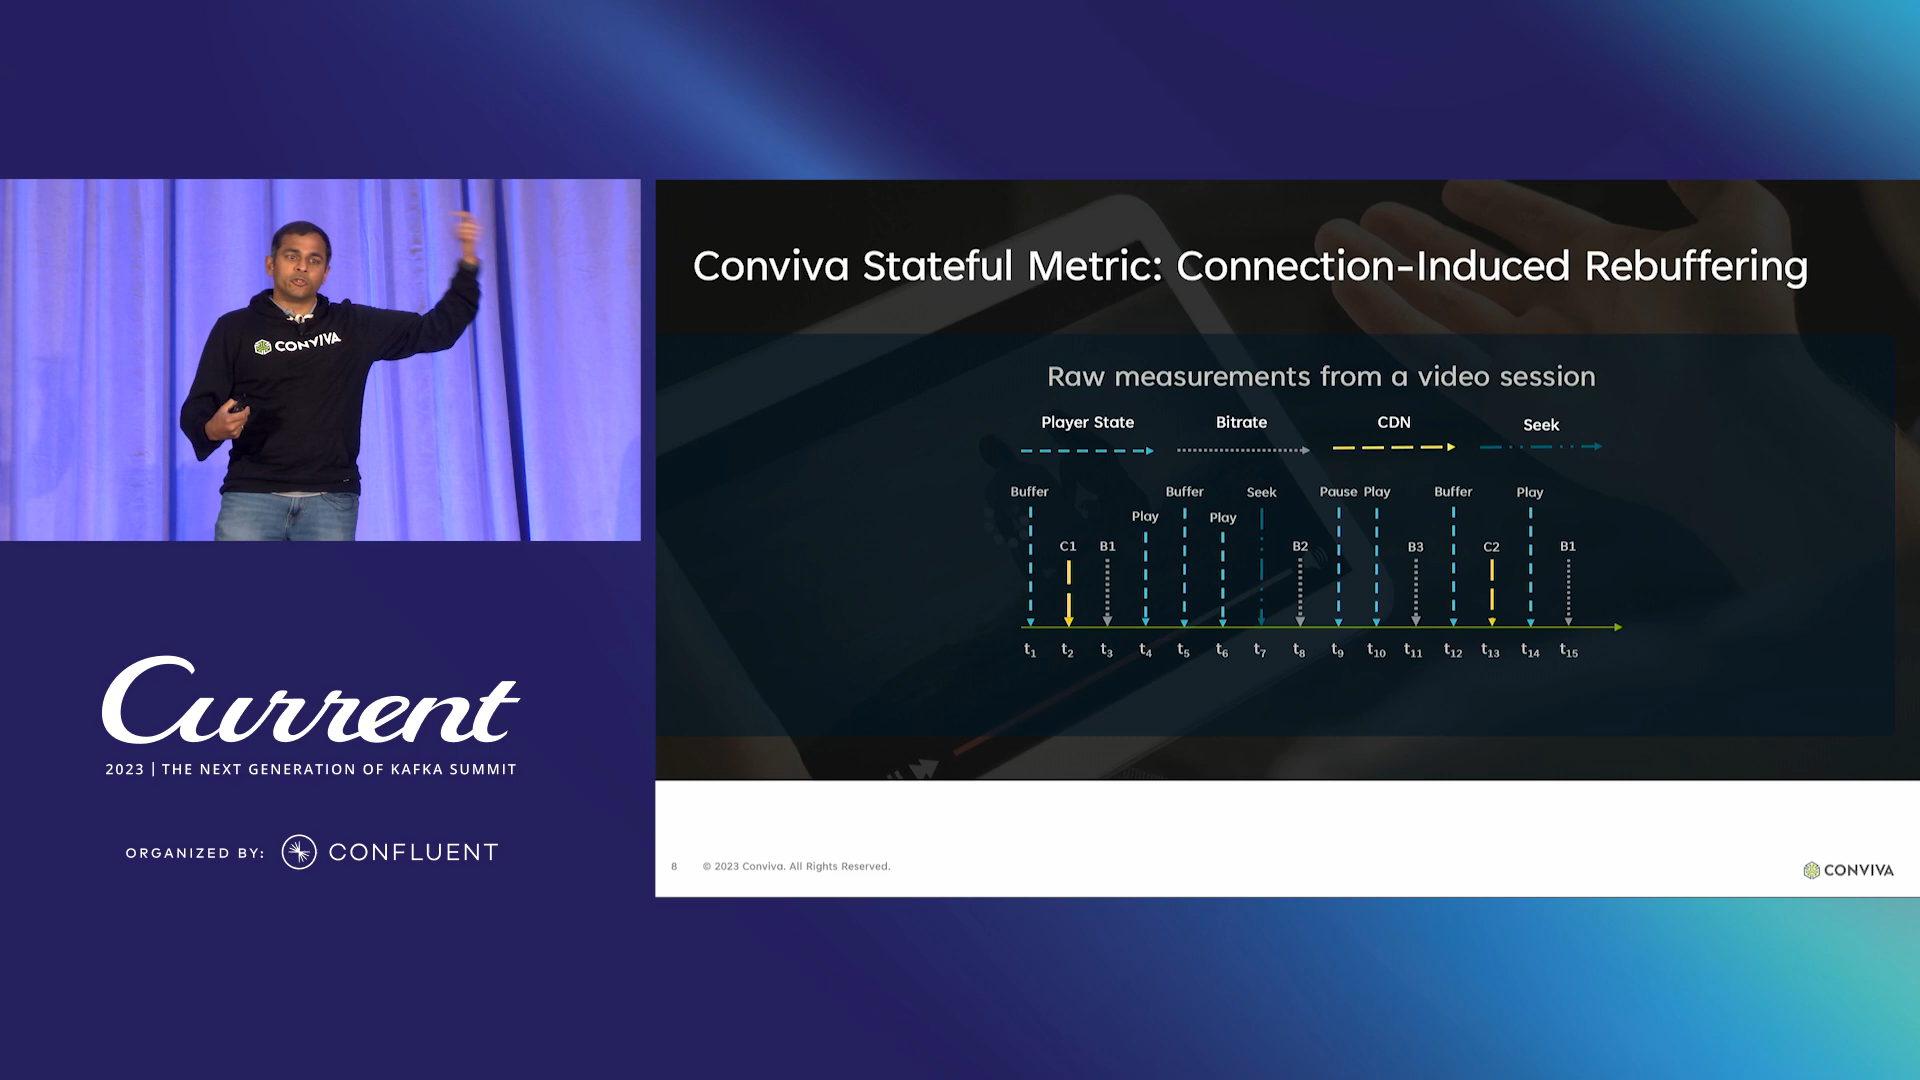 CONVIVA
Current
2023 | THE NEXT GENERATION OF KAFKA SUMMIT
ORGANIZED BY: CONFLUENT
Conviva Stateful Metric: Connection-Induced Rebuffering
Raw measurements from a video session
Player State Bitrate CDN Seek
Buffer Buffer Seek Pause Play Buffer Play
Play Play
C1 B1 B2 B3 C2 B1
t1 t2 t3 t4 t5 t6 t7 t8 t9 t10 t11 t12 t13 t14 t15
8 © 2023 Conviva. All Rights Reserved.
CONVIVA